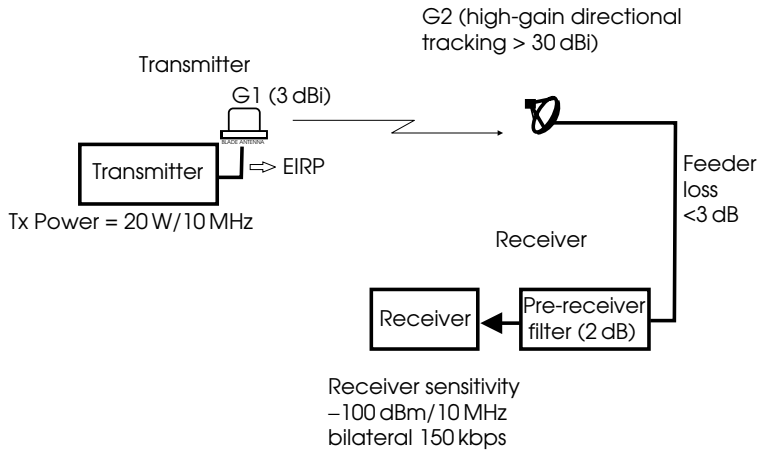 G2 (high-gain directional
tracking > 30 dBi)
Transmitter
G1 (3 dBi)
BLADE ANTENNA
Transmitter
EIRP
Tx Power = 20 W/10 MHz
Feeder
loss
<3 dB
Receiver
Receiver
Pre-receiver
filter (2 dB)
Receiver sensitivity
–100 dBm/10 MHz
bilateral 150 kbps